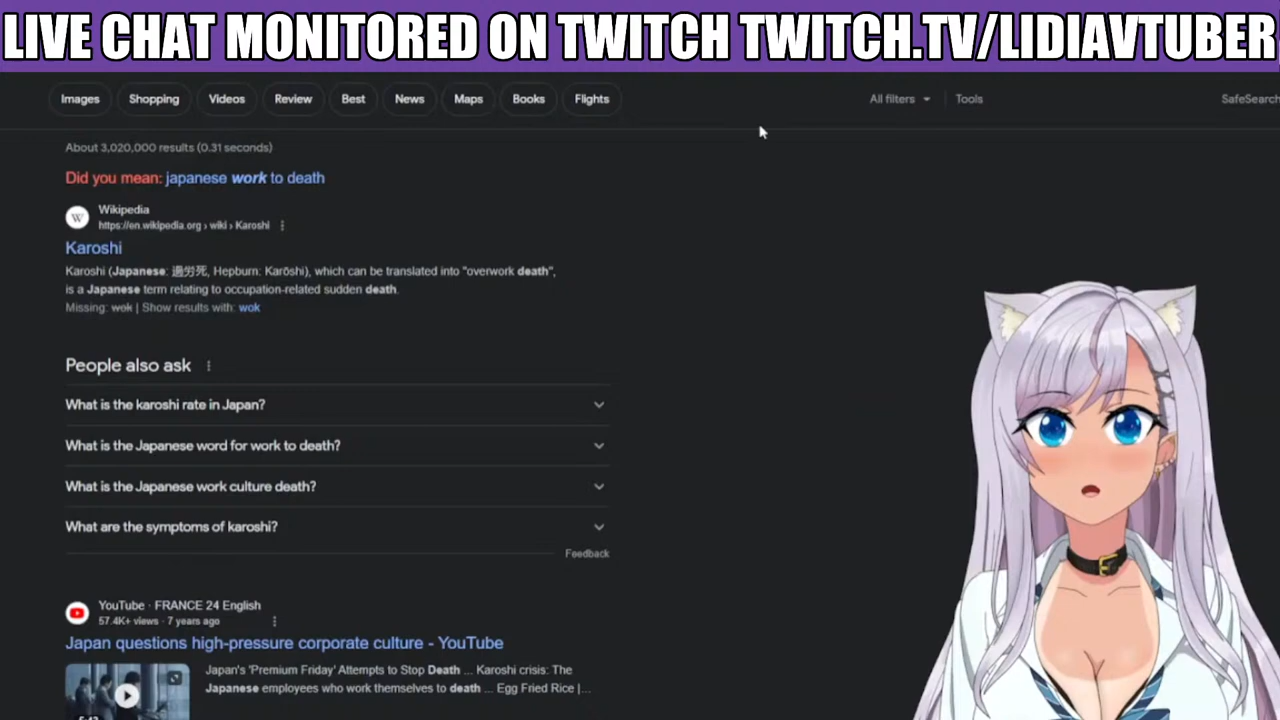 LIVE CHAT MONITORED ON TWITCH TWITCH.TV/LIDIAVTUBER
Images Shopping Videos Review Best News Maps Books Flights All filters Tools SafeSearch
About 3,020,000 results (0.31 seconds)
Did you mean: japanese work to death
Wikipedia
https://en.wikipedia.org › wiki › Karoshi
W
Karoshi
Karoshi (Japanese: 過労死, Hepburn: Karōshi), which can be translated into "overwork death",
is a Japanese term relating to occupation-related sudden death.
Missing: wok | Show results with: wok
People also ask
What is the karoshi rate in Japan?
What is the Japanese word for work to death?
What is the Japanese work culture death?
What are the symptoms of karoshi?
Feedback
YouTube · FRANCE 24 English
57.4K+ views · 7 years ago
Japan questions high-pressure corporate culture - YouTube
Japan's 'Premium Friday' Attempts to Stop Death ... Karoshi crisis: The
Japanese employees who work themselves to death ... Egg Fried Rice |...